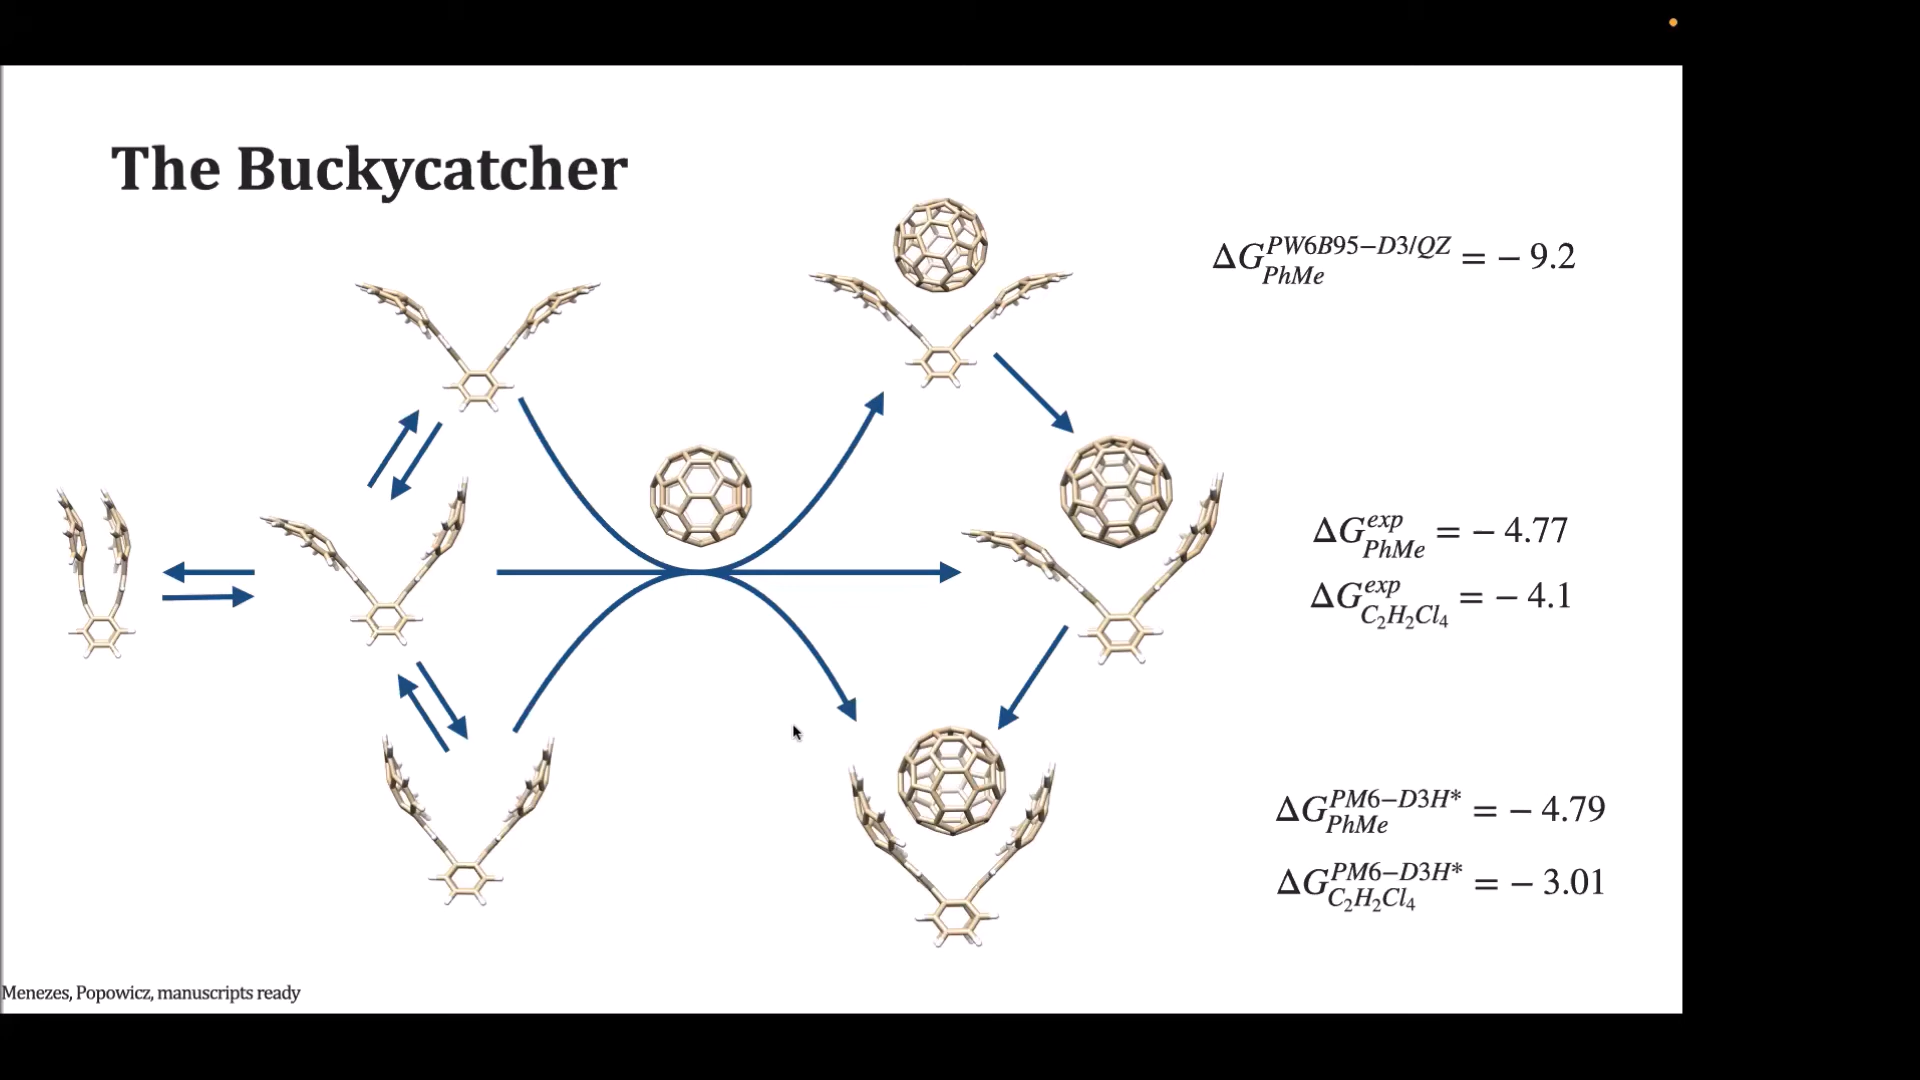 The Buckycatcher
ΔG^{PW6B95−D3/QZ}_{PhMe} = − 9.2
ΔG^{exp}_{PhMe} = − 4.77
ΔG^{exp}_{C₂H₂Cl₄} = − 4.1
ΔG^{PM6−D3H*}_{PhMe} = − 4.79
ΔG^{PM6−D3H*}_{C₂H₂Cl₄} = − 3.01
Menezes, Popowicz, manuscripts ready